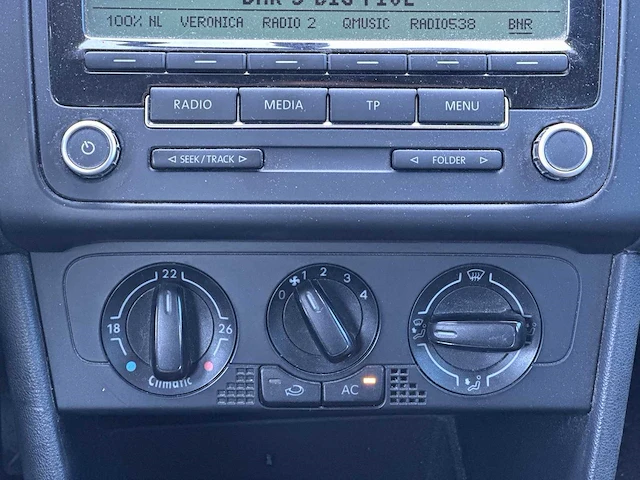 100% NL VERONICA RADIO 2 QMUSIC RADIO538 BNR
RADIO MEDIA TP MENU
SEEK / TRACK FOLDER
18 22 26
Climatic
0 1 2 3 4
AC